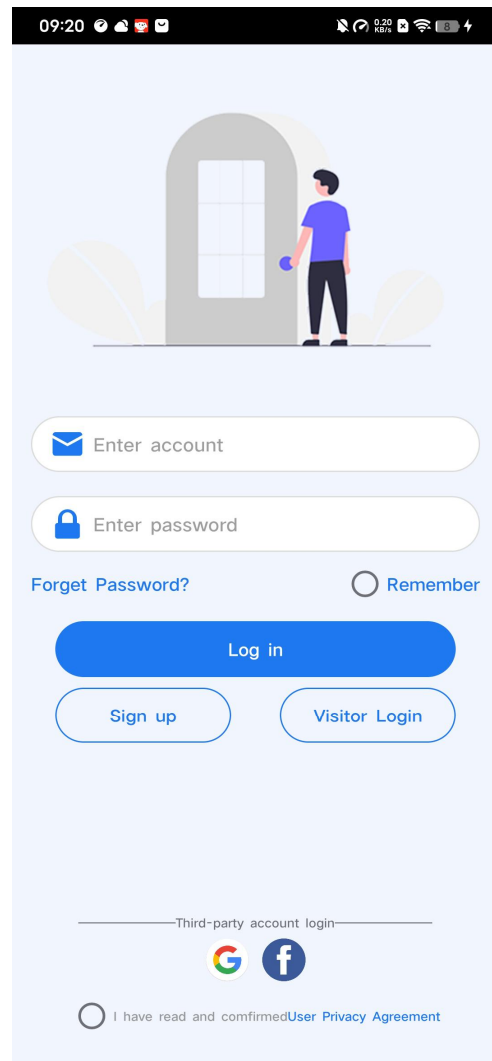 09:20 0.20 KB/s 8
Enter account
Enter password
Forget Password? Remember
Log in
Sign up Visitor Login
Third-party account login
G f
I have read and comfirmedUser Privacy Agreement